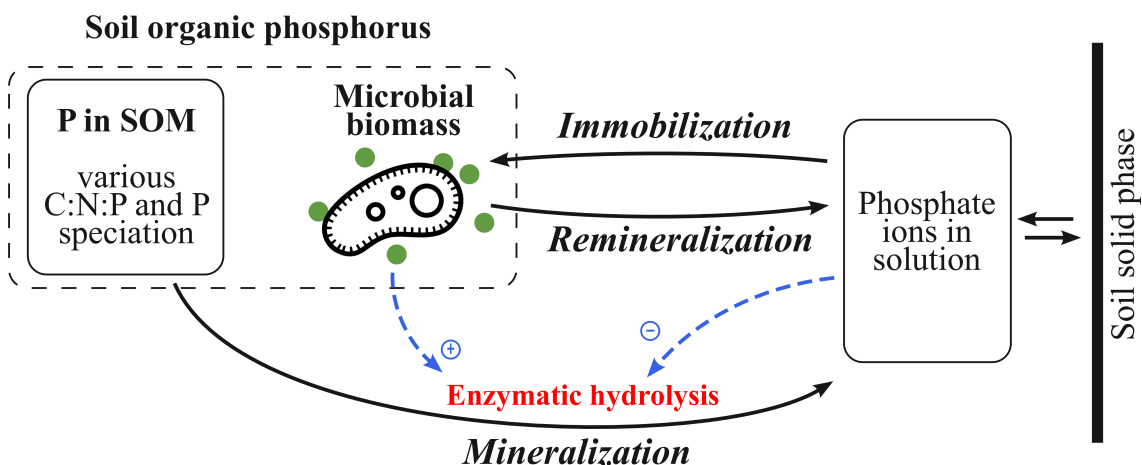 Soil organic phosphorus
P in SOM
various
C:N:P and P
speciation
Microbial
biomass
Immobilization
Remineralization
Phosphate
ions in
solution
Soil solid phase
+
−
Enzymatic hydrolysis
Mineralization